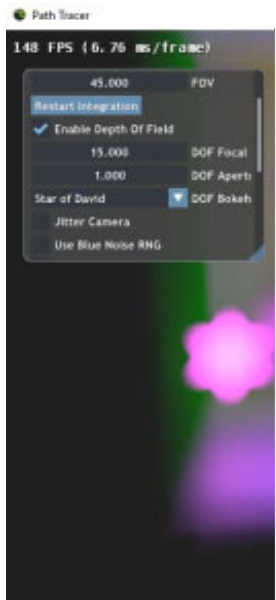 Path Tracer
148 FPS (6.76 ms/frame)
45.000 FOV
Restart Integration
Enable Depth Of Field
15.000 DOF Focal
1.000 DOF Apert
Star of David DOF Bokeh
Jitter Camera
Use Blue Noise RNG